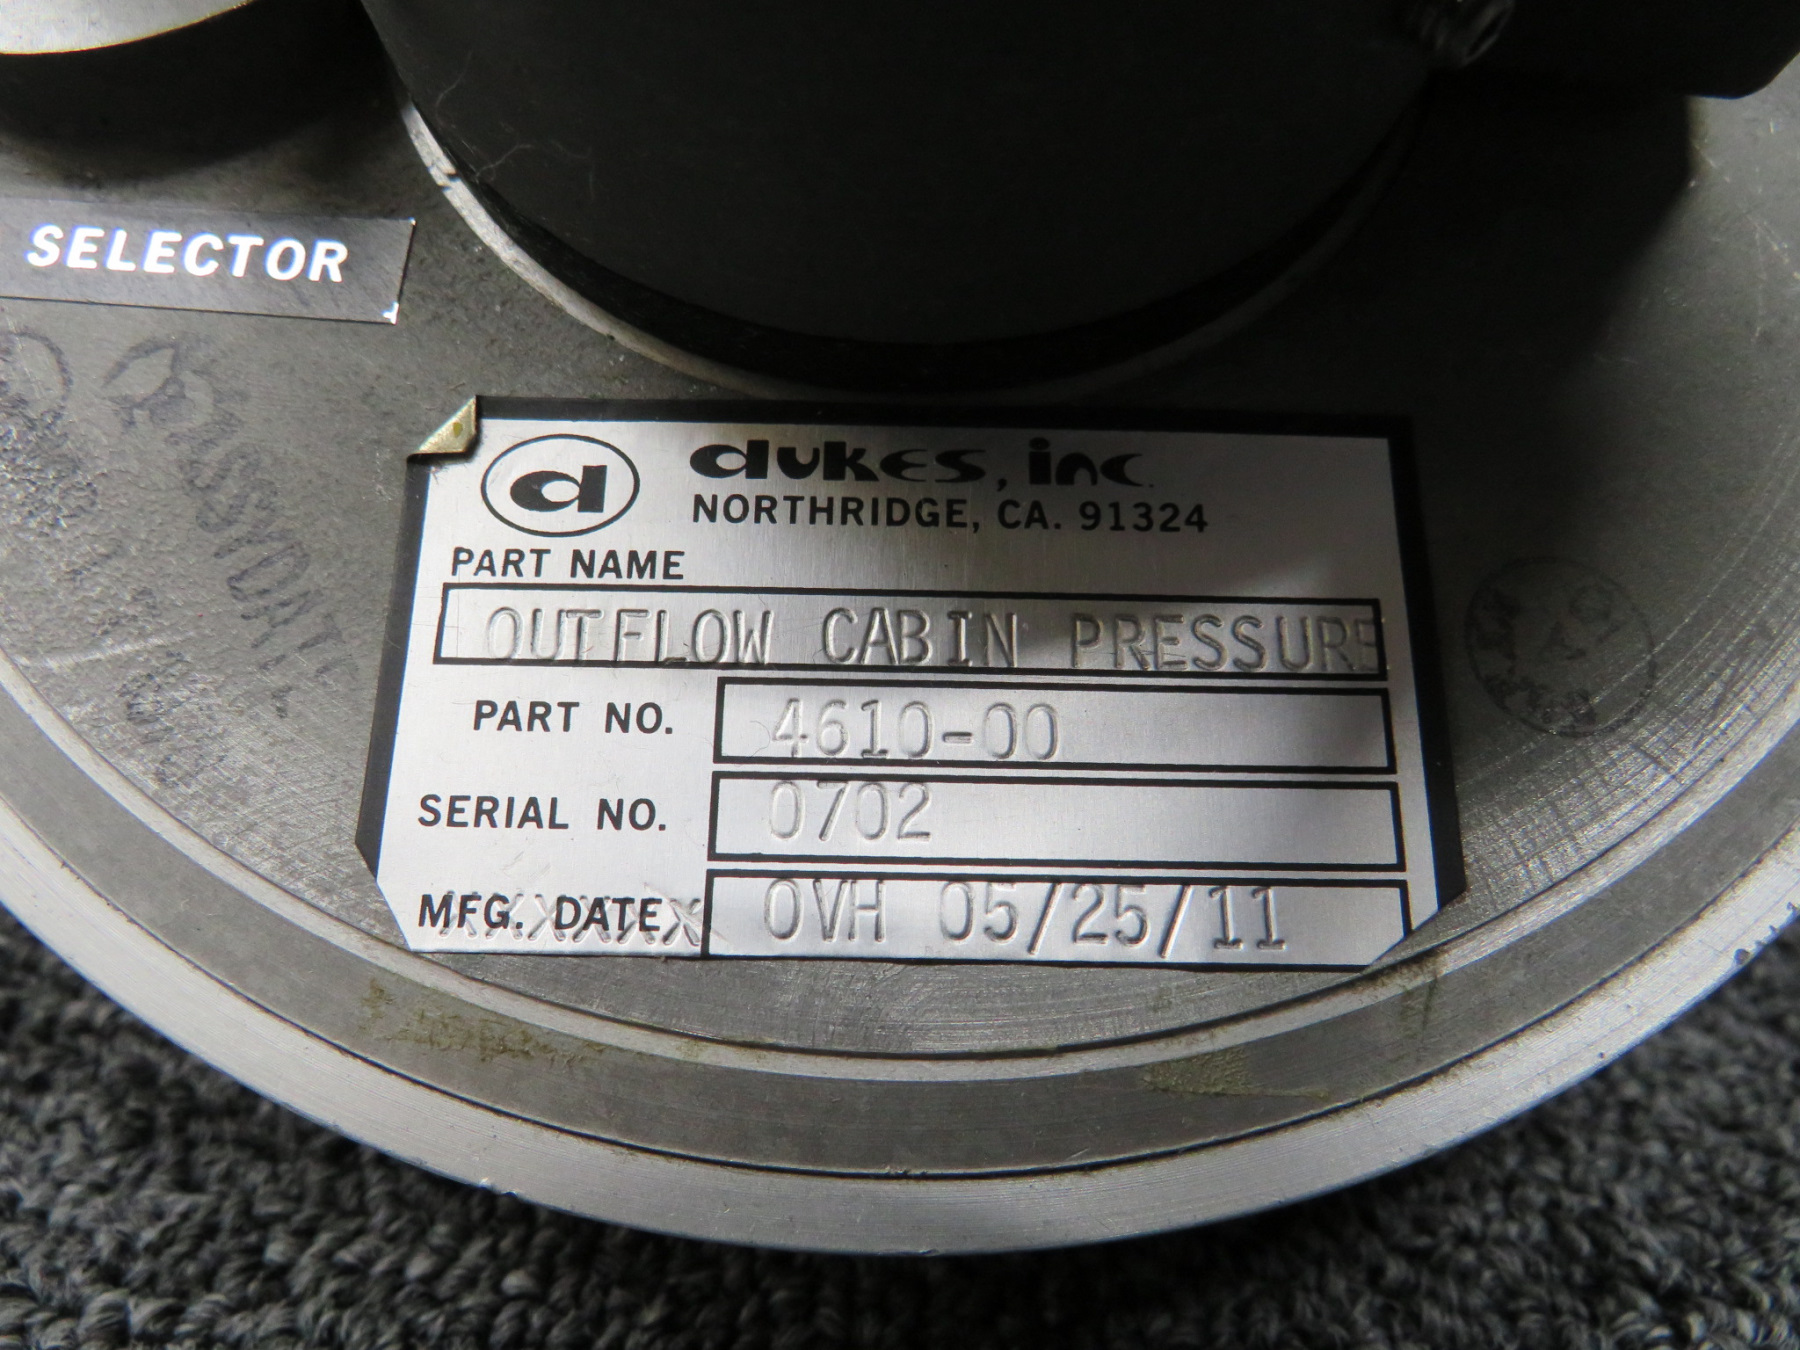 SELECTOR
d dukes, inc.
NORTHRIDGE, CA. 91324
PART NAME
OUTFLOW CABIN PRESSURE
PART NO. 4610-00
SERIAL NO. 0702
MFG. DATE OVH 05/25/11